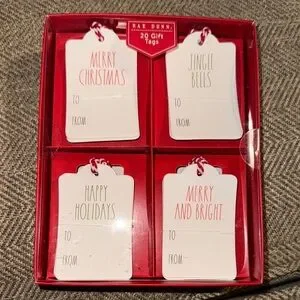 RAE DUNN.
20 Gift
Tags
MERRY
CHRISTMAS
TO
FROM
JINGLE
BELLS
TO
FROM
HAPPY
HOLIDAYS
TO
FROM
MERRY
AND BRIGHT
TO
FROM